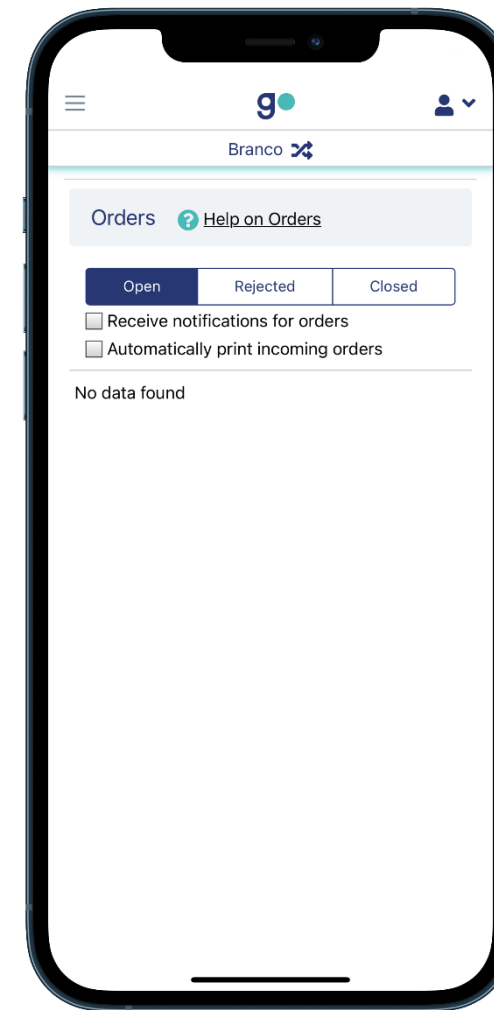 go
Branco
Orders ? Help on Orders
Open Rejected Closed
Receive notifications for orders
Automatically print incoming orders
No data found